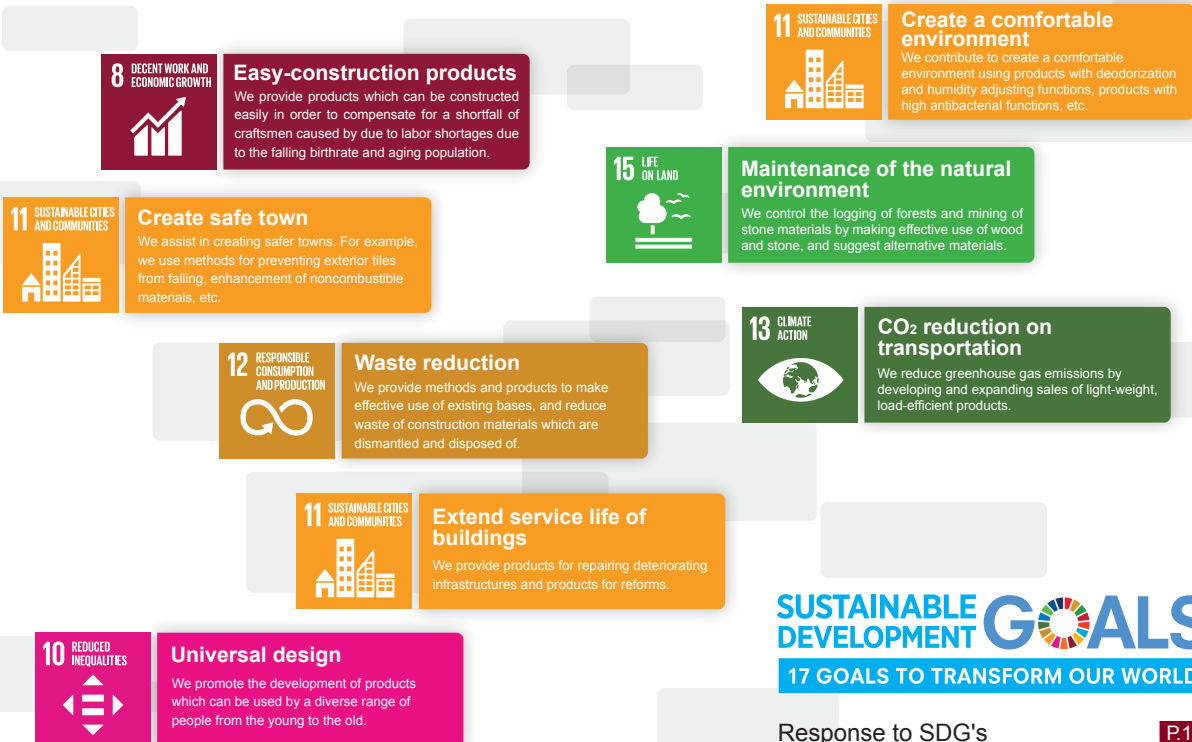 11 SUSTAINABLE CITIES
AND COMMUNITIES
Create a comfortable
environment
We contribute to create a comfortable
environment using products with deodorization
and humidity adjusting functions, products with
high antibacterial functions, etc.
8 DECENT WORK AND
ECONOMIC GROWTH
Easy-construction products
We provide products which can be constructed
easily in order to compensate for a shortfall of
craftsmen caused by due to labor shortages due
to the falling birthrate and aging population.
15 LIFE
ON LAND
Maintenance of the natural
environment
We control the logging of forests and mining of
stone materials by making effective use of wood
and stone, and suggest alternative materials.
11 SUSTAINABLE CITIES
AND COMMUNITIES
Create safe town
We assist in creating safer towns. For example,
we use methods for preventing exterior tiles
from falling, enhancement of noncombustible
materials, etc.
13 CLIMATE
ACTION
CO₂ reduction on
transportation
We reduce greenhouse gas emissions by
developing and expanding sales of light-weight,
load-efficient products.
12 RESPONSIBLE
CONSUMPTION
AND PRODUCTION
Waste reduction
We provide methods and products to make
effective use of existing bases, and reduce
waste of construction materials which are
dismantled and disposed of.
11 SUSTAINABLE CITIES
AND COMMUNITIES
Extend service life of
buildings
We provide products for repairing deteriorating
infrastructures and products for reforms.
SUSTAINABLE
DEVELOPMENT GOALS
17 GOALS TO TRANSFORM OUR WORLD
10 REDUCED
INEQUALITIES
Universal design
We promote the development of products
which can be used by a diverse range of
people from the young to the old.
Response to SDG's
P.1